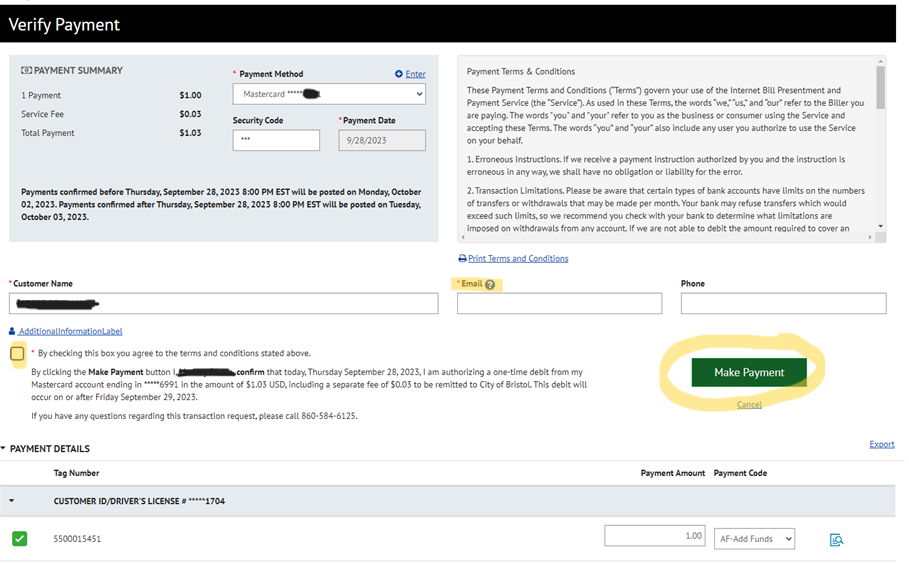 Verify Payment
PAYMENT SUMMARY
1 Payment $1.00
Service Fee $0.03
Total Payment $1.03
* Payment Method Enter
Mastercard *****
Security Code * Payment Date
*** 9/28/2023
Payments confirmed before Thursday, September 28, 2023 8:00 PM EST will be posted on Monday, October
02, 2023. Payments confirmed after Thursday, September 28, 2023 8:00 PM EST will be posted on Tuesday,
October 03, 2023.
Payment Terms & Conditions
These Payment Terms and Conditions ("Terms") govern your use of the Internet Bill Presentment and
Payment Service (the "Service"). As used in these Terms, the words "we," "us," and "our" refer to the Biller you
are paying. The words "you" and "your" refer to you as the business or consumer using the Service and
accepting these Terms. The words "you" and "your" also include any user you authorize to use the Service
on your behalf.
1. Erroneous Instructions. If we receive a payment instruction authorized by you and the instruction is
erroneous in any way, we shall have no obligation or liability for the error.
2. Transaction Limitations. Please be aware that certain types of bank accounts have limits on the numbers
of transfers or withdrawals that may be made per month. Your bank may refuse transfers which would
exceed such limits, so we recommend you check with your bank to determine what limitations are
imposed on withdrawals from any account. If we are not able to debit the amount required to cover an
Print Terms and Conditions
* Customer Name
* Email ?
Phone
AdditionalInformationLabel
* By checking this box you agree to the terms and conditions stated above.
By clicking the Make Payment button I, confirm that today, Thursday September 28, 2023, I am authorizing a one-time debit from my
Mastercard account ending in *****6991 in the amount of $1.03 USD, including a separate fee of $0.03 to be remitted to City of Bristol. This debit will
occur on or after Friday September 29, 2023.
If you have any questions regarding this transaction request, please call 860-584-6125.
Make Payment
Cancel
PAYMENT DETAILS
Export
Tag Number Payment Amount Payment Code
CUSTOMER ID/DRIVER'S LICENSE # *****1704
5500015451 1.00 AF-Add Funds